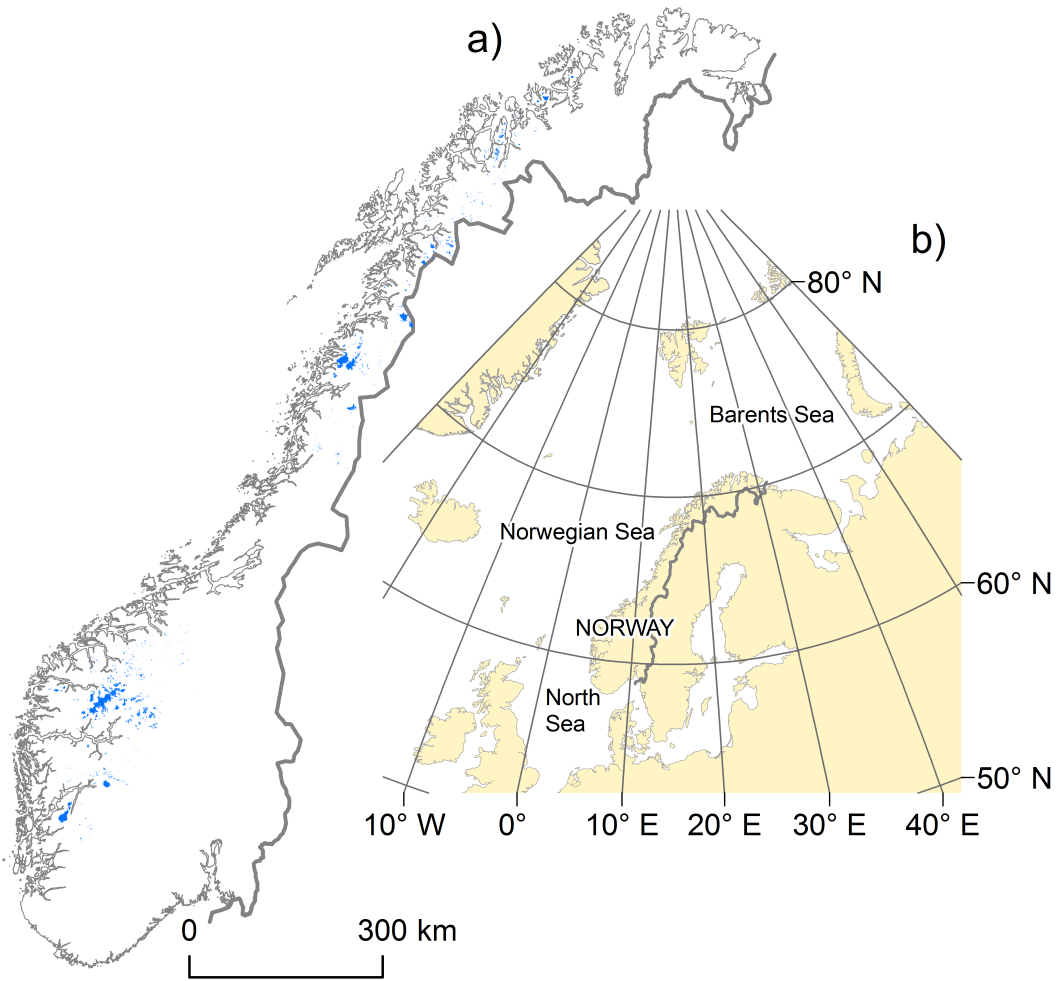 a)
b)
80° N
Barents Sea
Norwegian Sea
60° N
NORWAY
North
Sea
50° N
10° W 0° 10° E 20° E 30° E 40° E
0 300 km